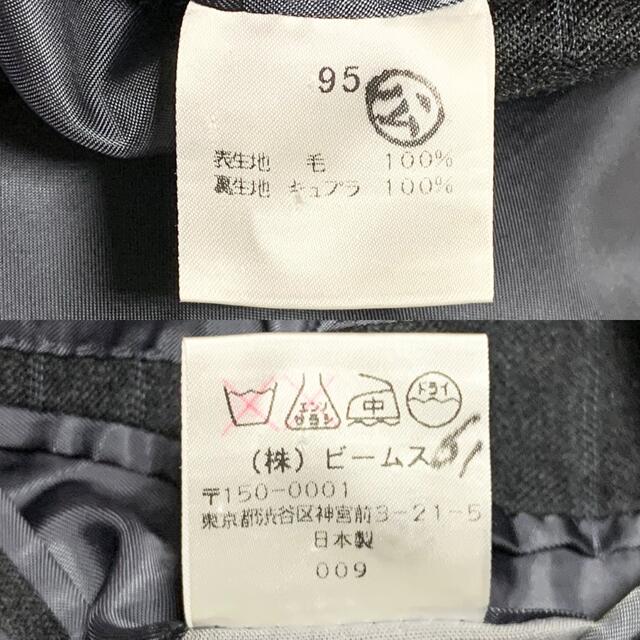 95
表生地 毛 100%
裏生地 キュプラ 100%
エンソ サラシ 中 ドライ
(株) ビームス
〒150-0001
東京都渋谷区神宮前3-21-5
日本製
009